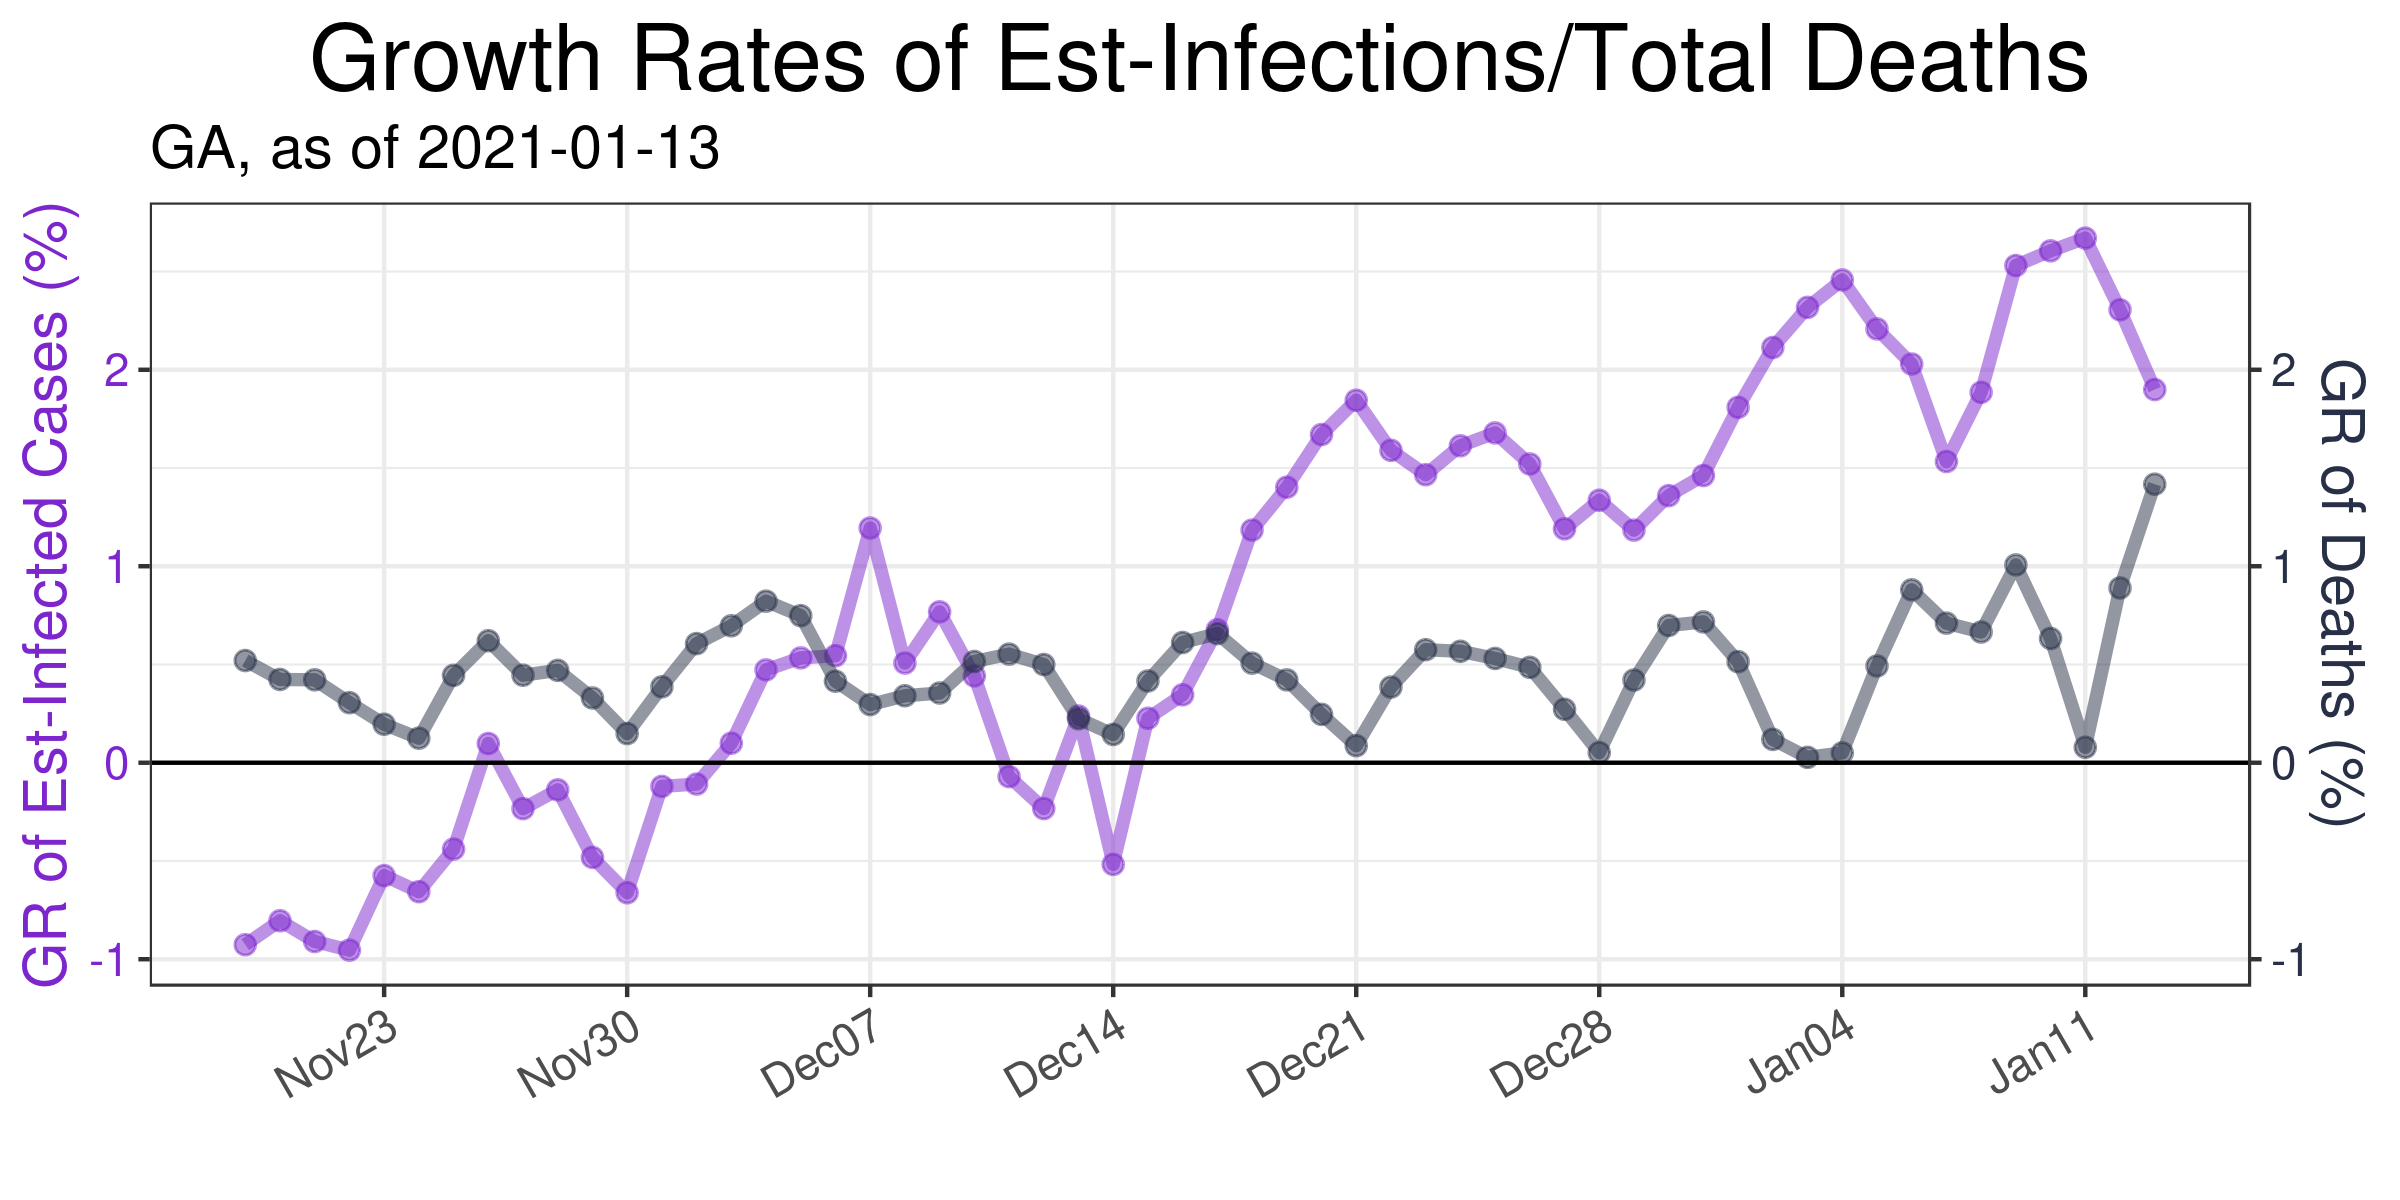 Growth Rates of Est-Infections/Total Deaths
GA, as of 2021-01-13
GR of Est-Infected Cases (%)
2
1
0
-1
2
1
0
-1
GR of Deaths (%)
Nov23
Nov30
Dec07
Dec14
Dec21
Dec28
Jan04
Jan11